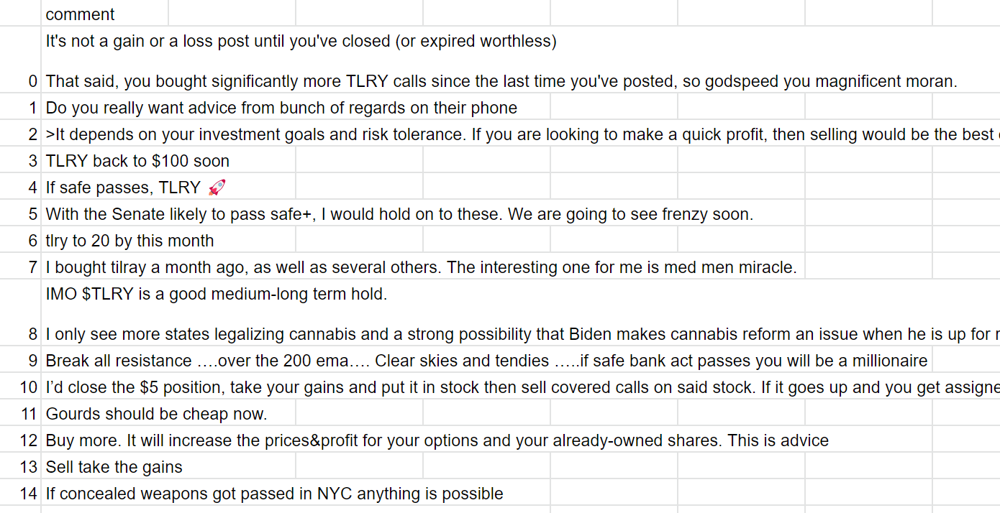 comment
It's not a gain or a loss post until you've closed (or expired worthless)
0 That said, you bought significantly more TLRY calls since the last time you've posted, so godspeed you magnificent moran.
1 Do you really want advice from bunch of regards on their phone
2 >It depends on your investment goals and risk tolerance. If you are looking to make a quick profit, then selling would be the best
3 TLRY back to $100 soon
4 If safe passes, TLRY 🚀
5 With the Senate likely to pass safe+, I would hold on to these. We are going to see frenzy soon.
6 tlry to 20 by this month
7 I bought tilray a month ago, as well as several others. The interesting one for me is med men miracle.
IMO $TLRY is a good medium-long term hold.
8 I only see more states legalizing cannabis and a strong possibility that Biden makes cannabis reform an issue when he is up for
9 Break all resistance ….over the 200 ema…. Clear skies and tendies …..if safe bank act passes you will be a millionaire
10 I’d close the $5 position, take your gains and put it in stock then sell covered calls on said stock. If it goes up and you get assigne
11 Gourds should be cheap now.
12 Buy more. It will increase the prices&profit for your options and your already-owned shares. This is advice
13 Sell take the gains
14 If concealed weapons got passed in NYC anything is possible